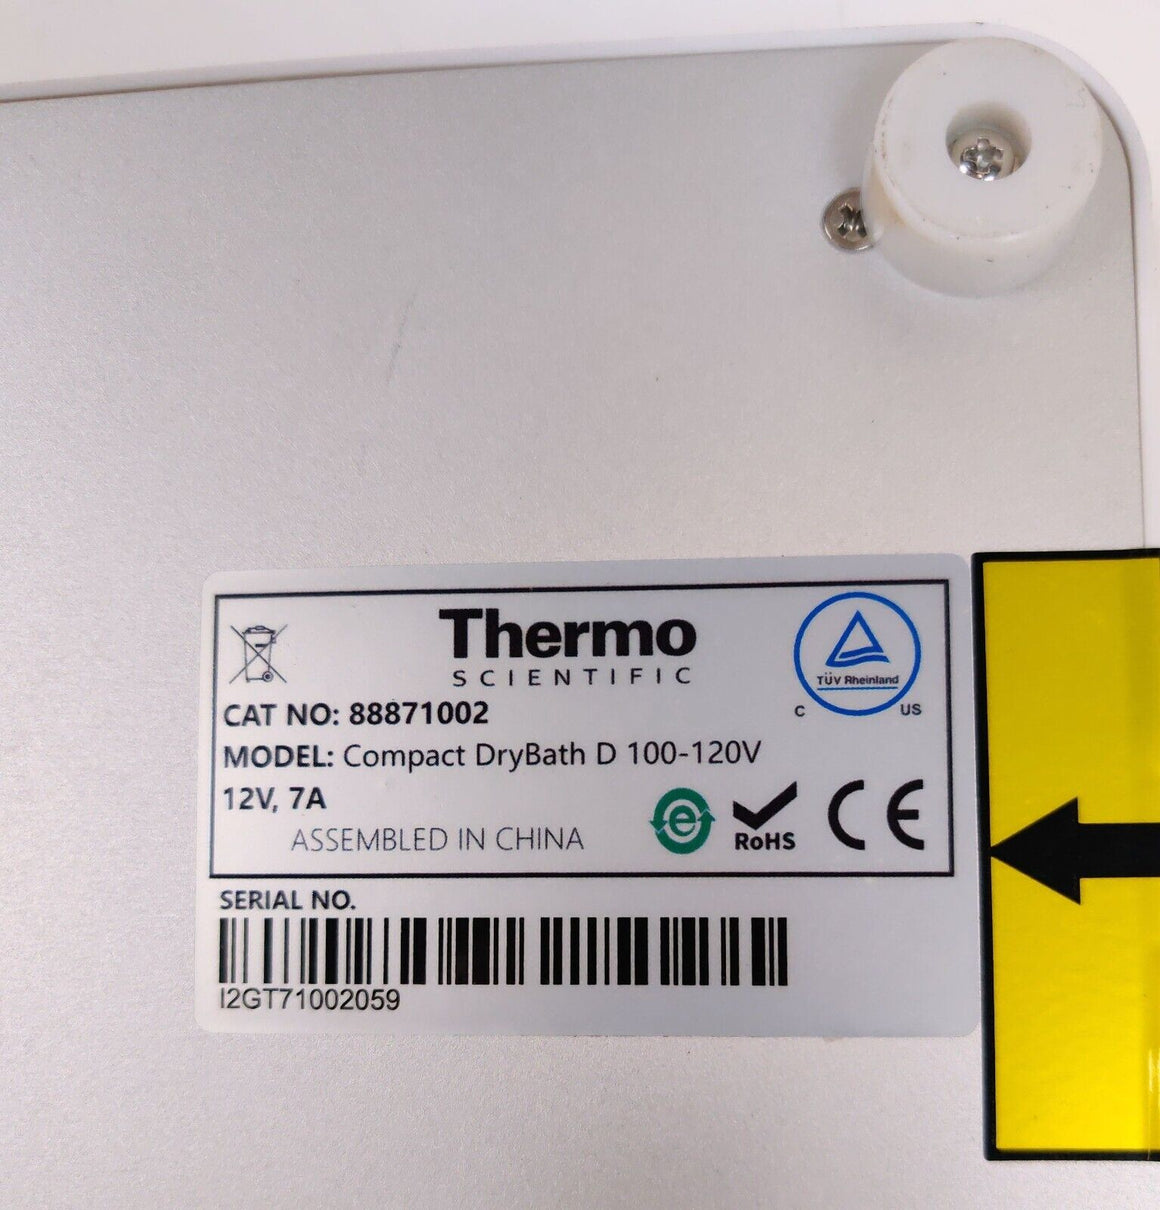 Thermo
SCIENTIFIC
TÜV Rheinland
C US
CAT NO: 88871002
MODEL: Compact DryBath D 100-120V
12V, 7A
ASSEMBLED IN CHINA
e
RoHS
CE
SERIAL NO.
I2GT71002059